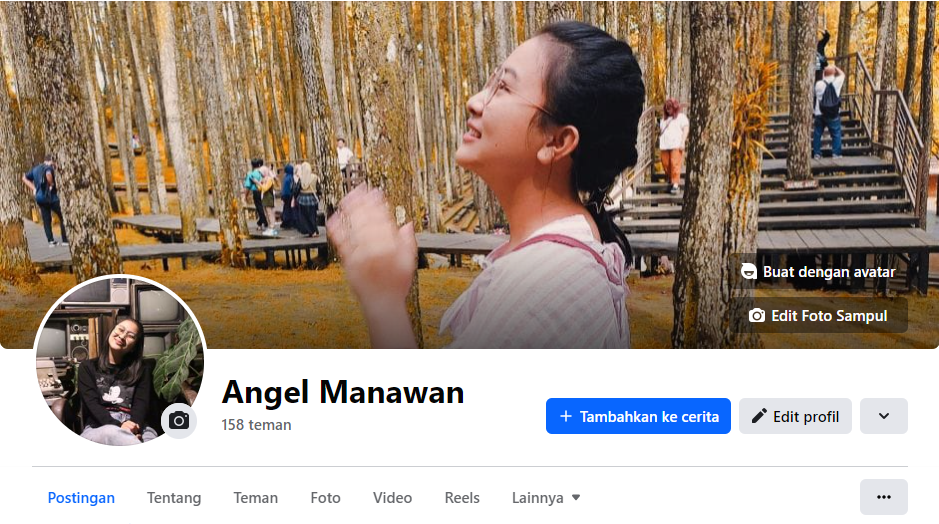 Buat dengan avatar
Edit Foto Sampul
Angel Manawan
158 teman
+ Tambahkan ke cerita
Edit profil
Postingan
Tentang
Teman
Foto
Video
Reels
Lainnya